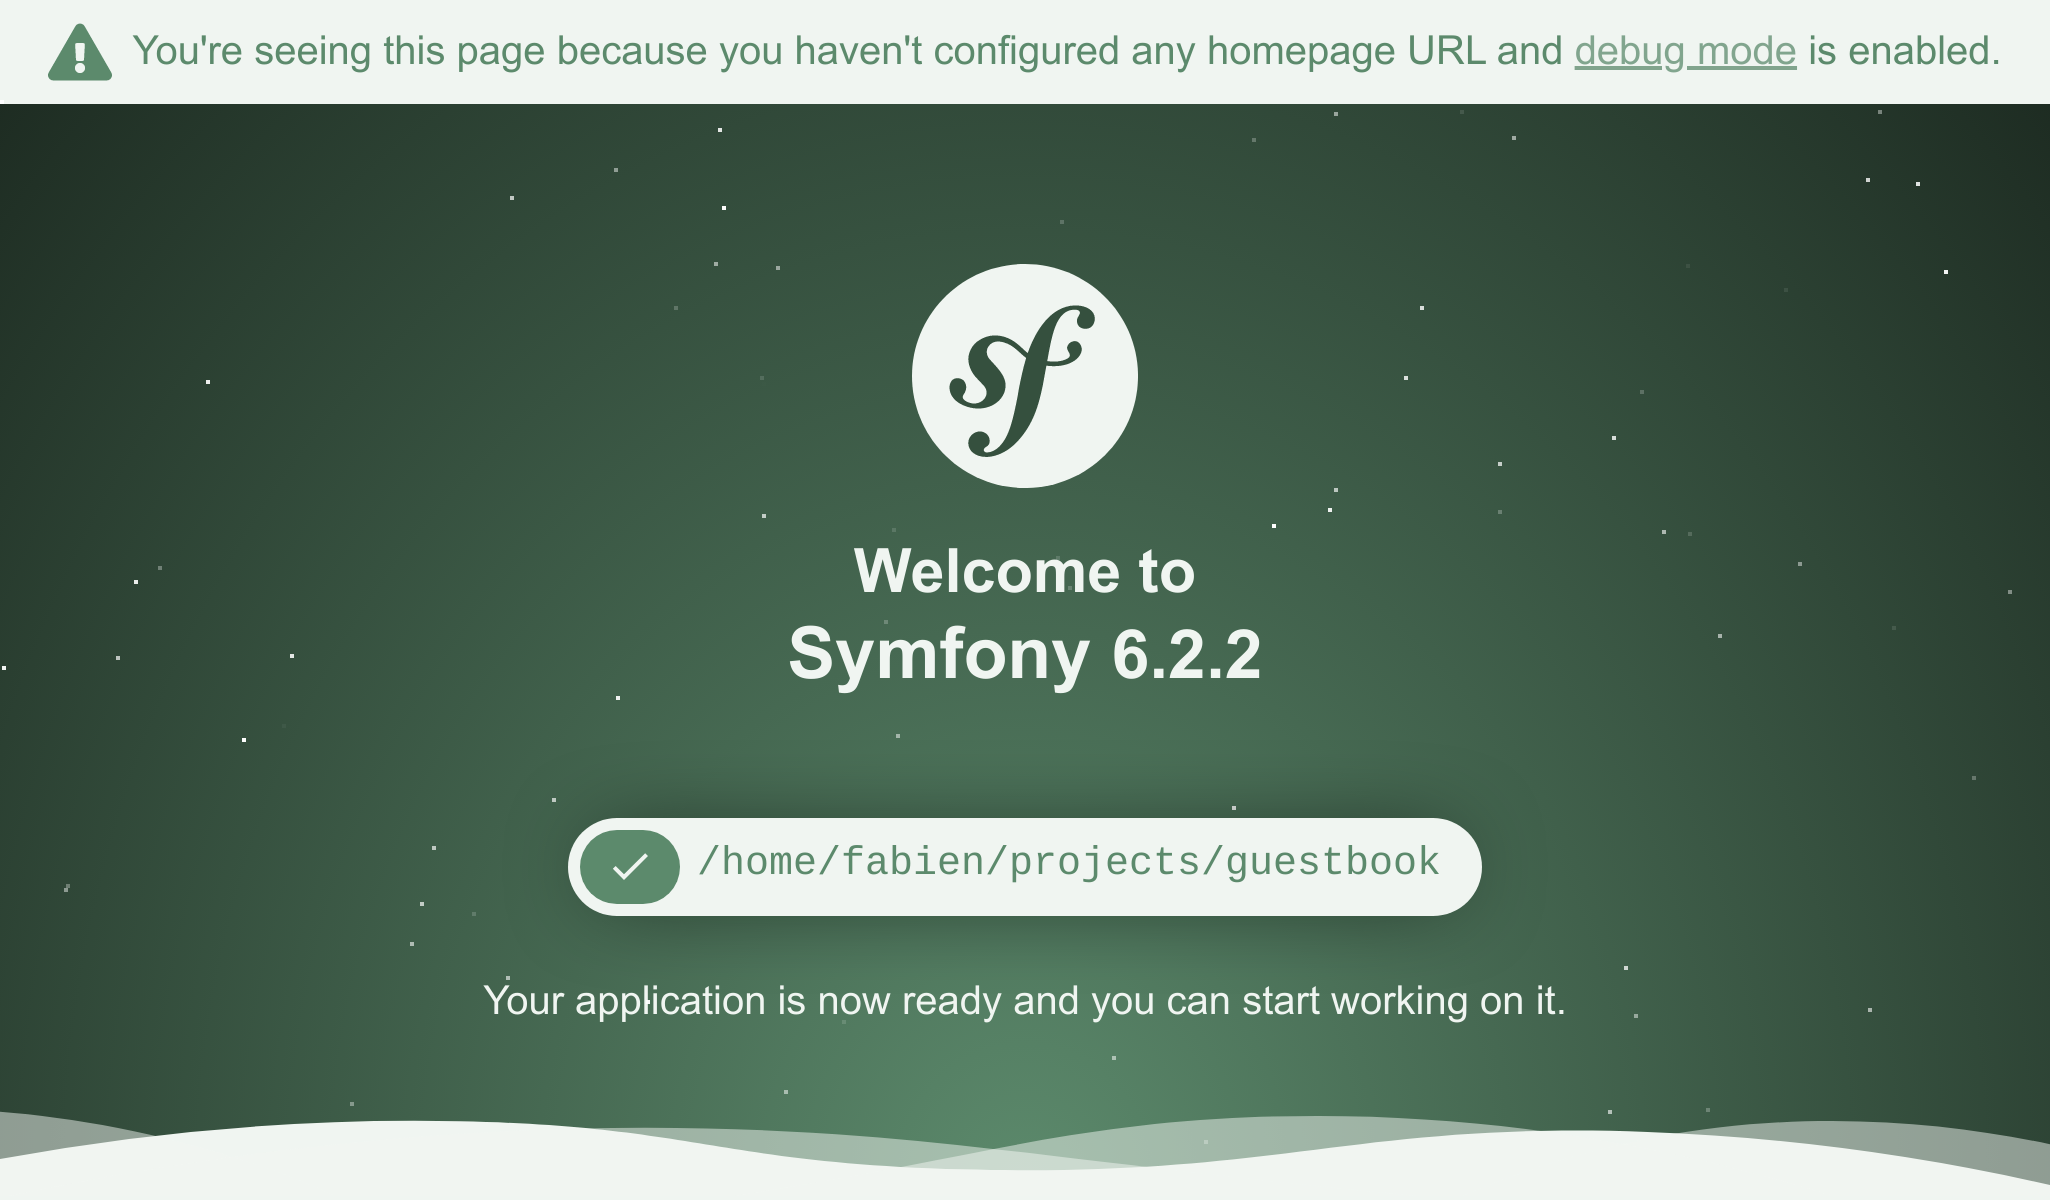 You're seeing this page because you haven't configured any homepage URL and debug mode is enabled.
sf
Welcome to
Symfony 6.2.2
/home/fabien/projects/guestbook
Your application is now ready and you can start working on it.